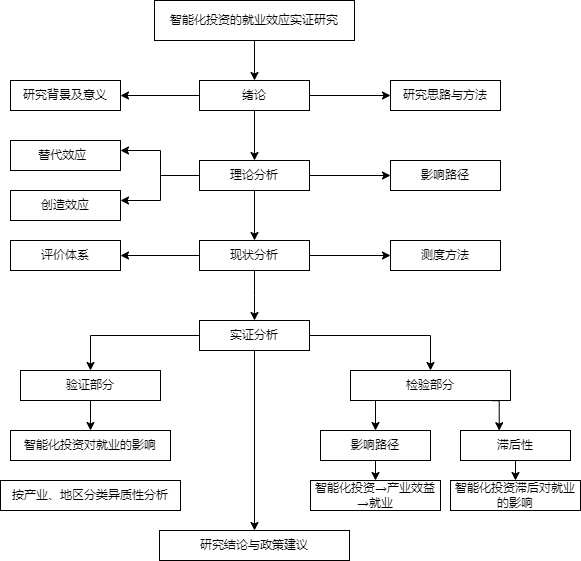 智能化投资的就业效应实证研究
研究背景及意义
绪论
研究思路与方法
替代效应
创造效应
理论分析
影响路径
评价体系
现状分析
测度方法
实证分析
验证部分
检验部分
智能化投资对就业的影响
影响路径
滞后性
按产业、地区分类异质性分析
智能化投资→产业效益
→就业
智能化投资滞后对就业
的影响
研究结论与政策建议